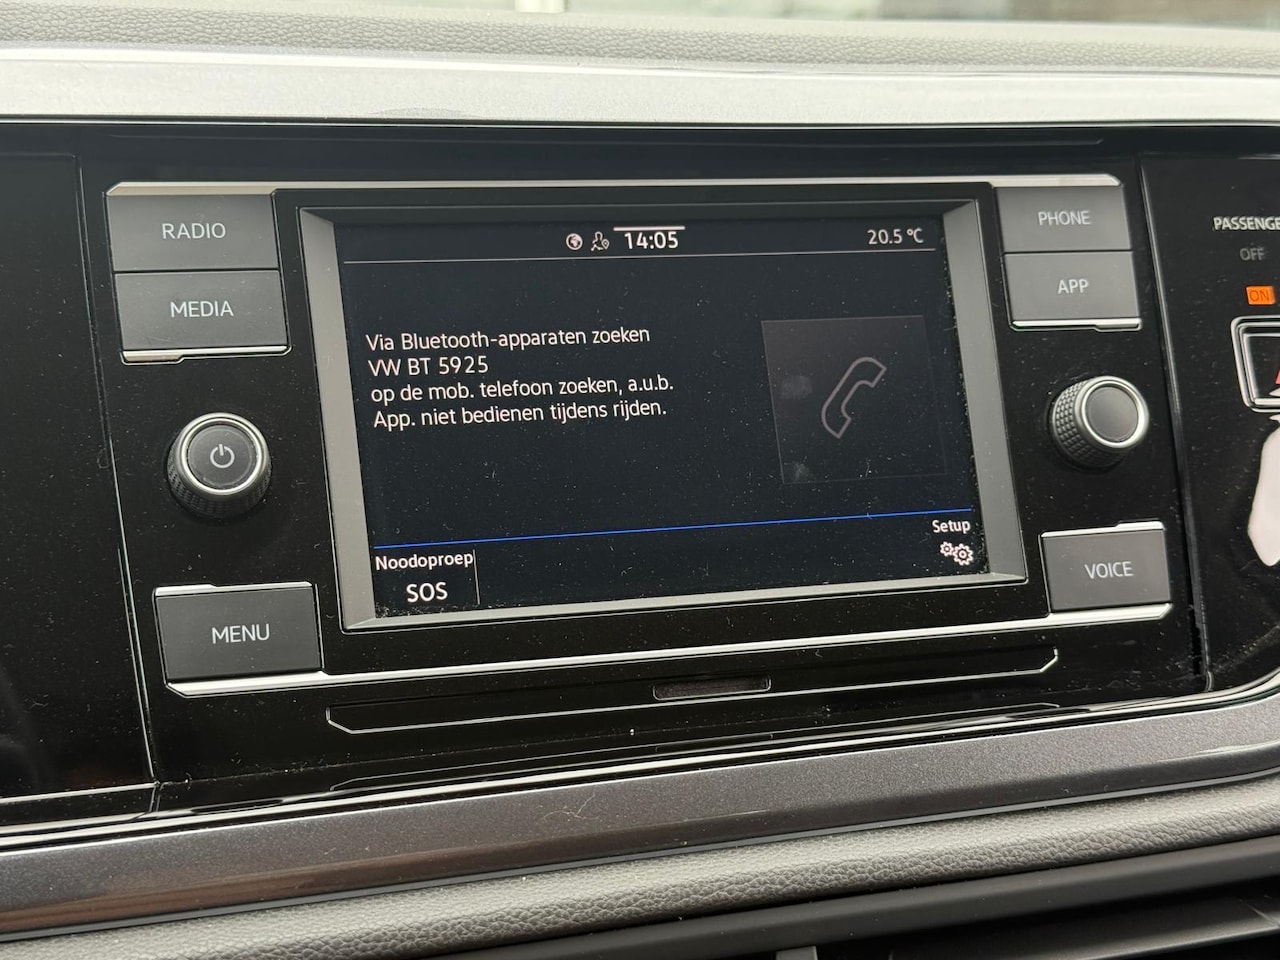 RADIO
MEDIA
MENU
14:05
20.5 °C
Via Bluetooth-apparaten zoeken
VW BT 5925
op de mob. telefoon zoeken, a.u.b.
App. niet bedienen tijdens rijden.
Noodoproep
SOS
Setup
PHONE
APP
VOICE
PASSENGE
OFF
ON